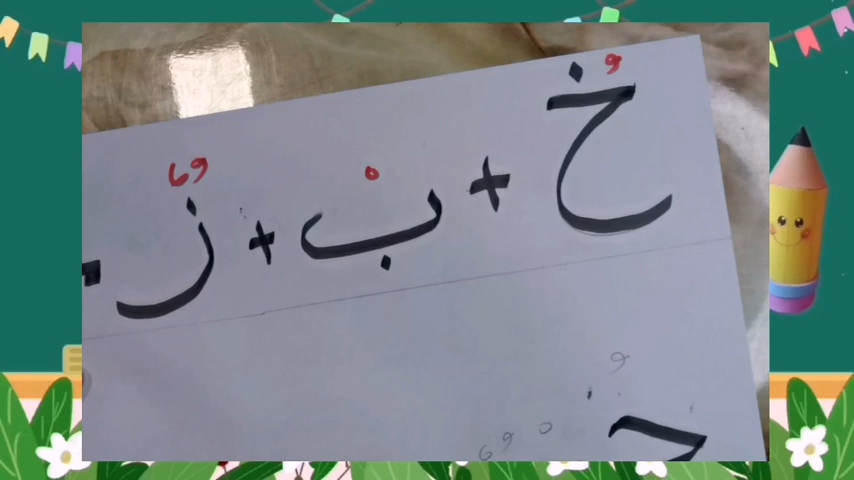 خُ + بْ + زٌ